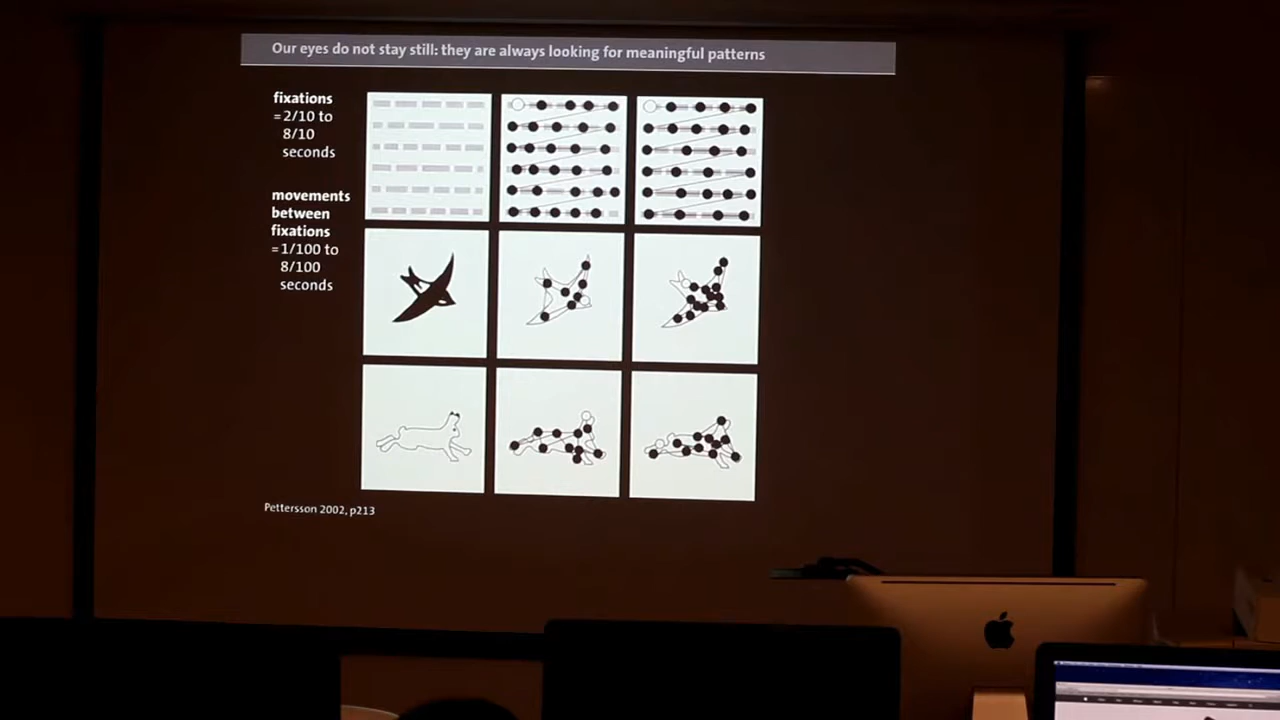 Our eyes do not stay still: they are always looking for meaningful patterns
fixations
=2/10 to
8/10
seconds
movements
between
fixations
=1/100 to
8/100
seconds
Pettersson 2002, p213